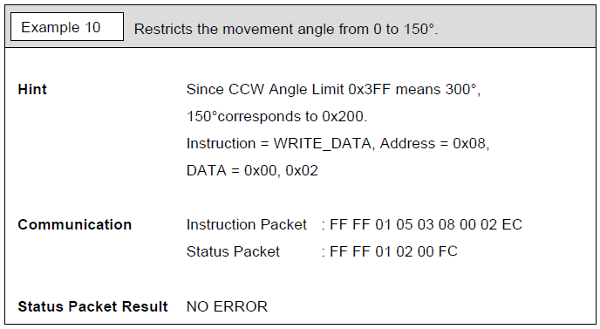 Example 10 Restricts the movement angle from 0 to 150°.
Hint Since CCW Angle Limit 0x3FF means 300°,
150°corresponds to 0x200.
Instruction = WRITE_DATA, Address = 0x08,
DATA = 0x00, 0x02
Communication Instruction Packet : FF FF 01 05 03 08 00 02 EC
Status Packet : FF FF 01 02 00 FC
Status Packet Result NO ERROR